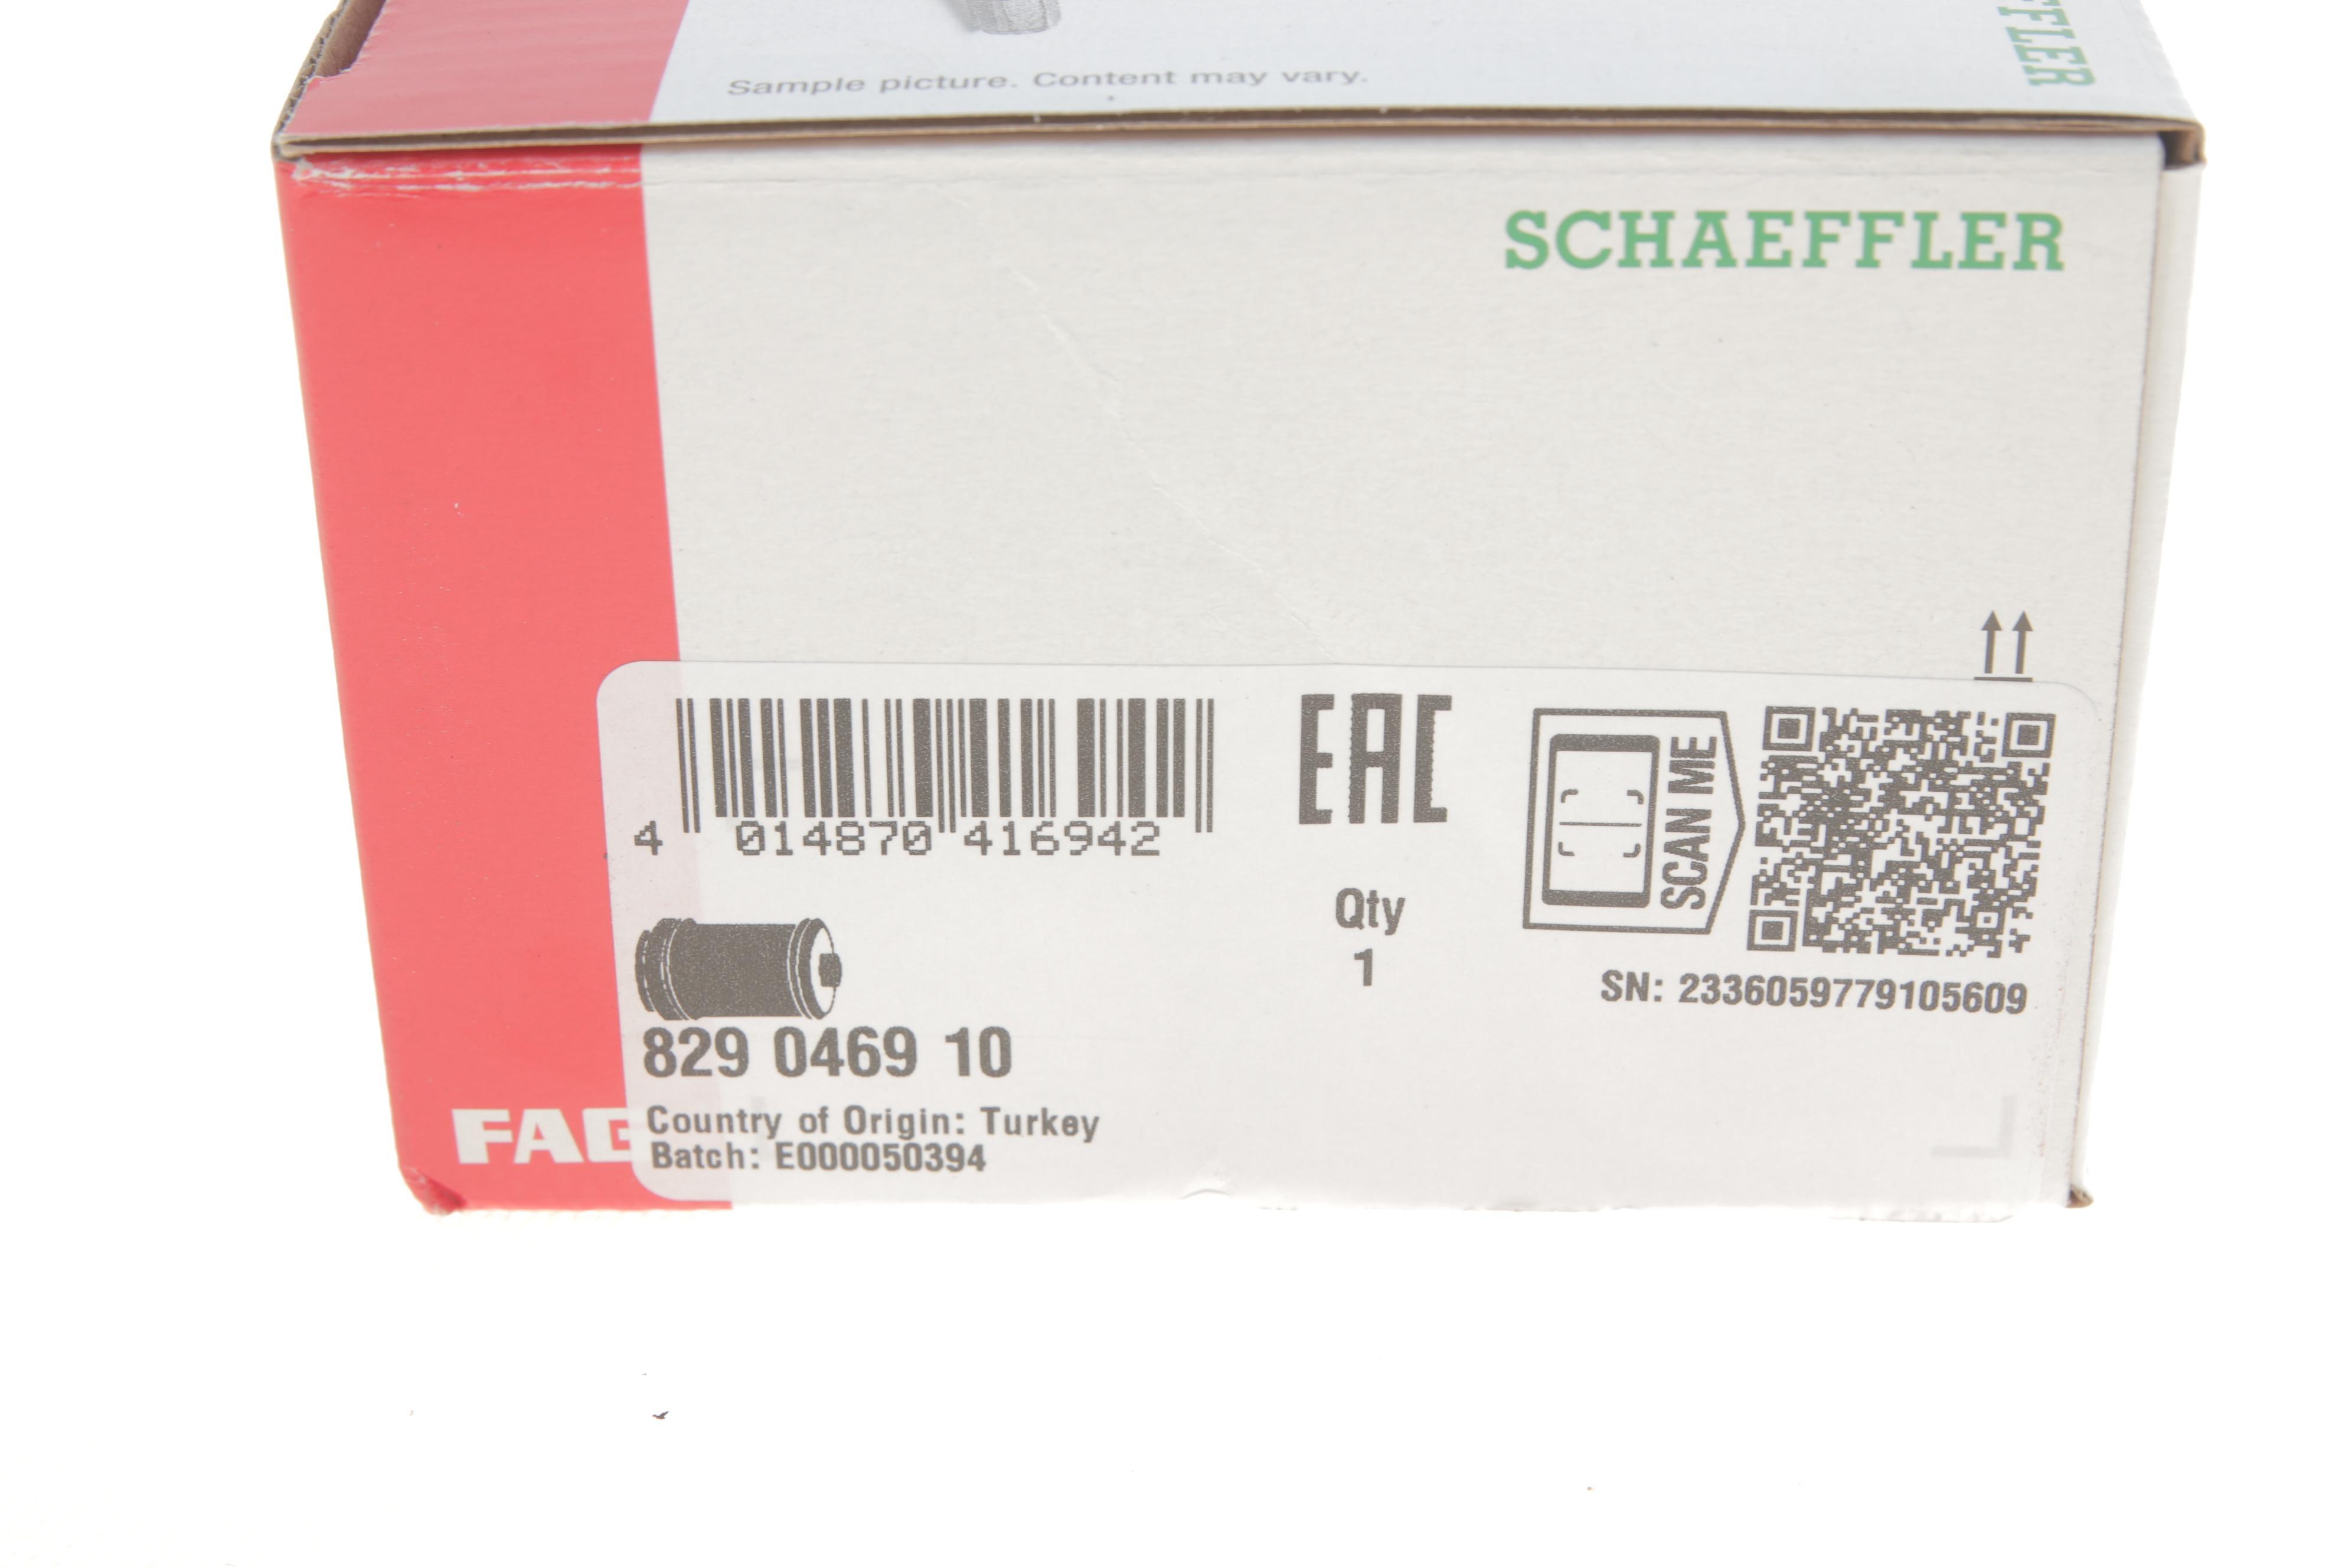 Sample picture. Content may vary.
SCHAEFFLER
4 014870 416942
EAC
SCAN ME
Qty
1
SN: 2336059779105609
829 0469 10
Country of Origin: Turkey
Batch: E000050394
FAG